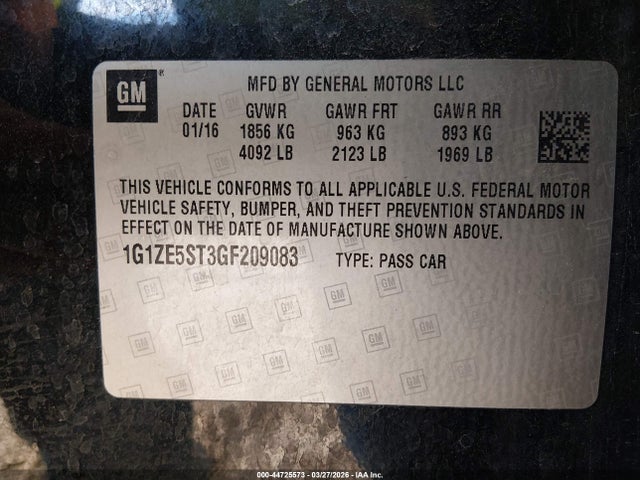 GM
MFD BY GENERAL MOTORS LLC
DATE GVWR GAWR FRT GAWR RR
01/16 1856 KG 963 KG 893 KG
4092 LB 2123 LB 1969 LB
THIS VEHICLE CONFORMS TO ALL APPLICABLE U.S. FEDERAL MOTOR
VEHICLE SAFETY, BUMPER, AND THEFT PREVENTION STANDARDS IN
EFFECT ON THE DATE OF MANUFACTURE SHOWN ABOVE.
1G1ZE5ST3GF209083 TYPE: PASS CAR
000-44725573 - 03/27/2026 - IAA Inc.